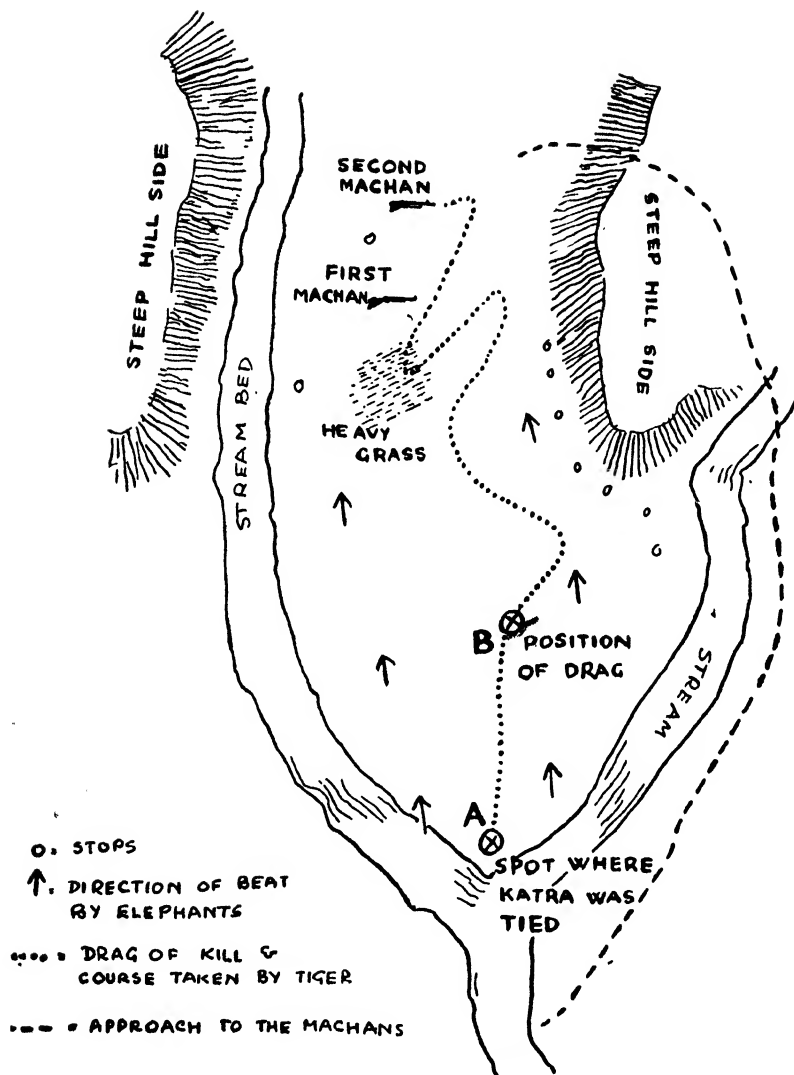 STEEP HILL SIDE
SECOND
MACHAN
STEEP HILL SIDE
FIRST
MACHAN
STREAM BED
HEAVY
GRASS
B
POSITION
OF DRAG
STREAM
A
SPOT WHERE
KATRA WAS
TIED
O = STOPS
↑ = DIRECTION OF BEAT
BY ELEPHANTS
.... = DRAG OF KILL &
COURSE TAKEN BY TIGER
---- = APPROACH TO THE MACHANS